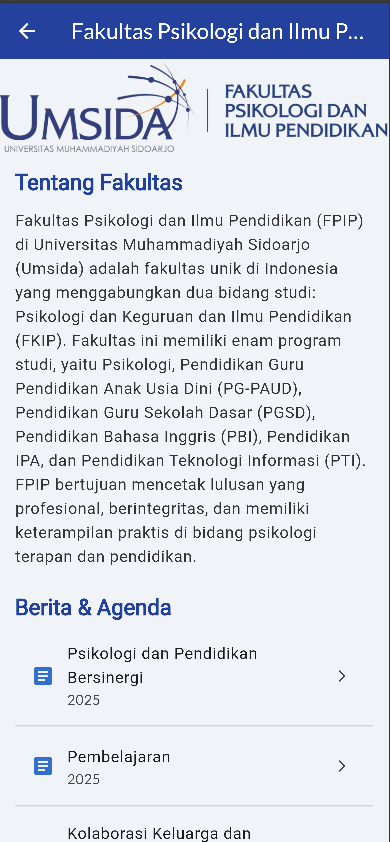 Fakultas Psikologi dan Ilmu P...
UMSIDA
UNIVERSITAS MUHAMMADIYAH SIDOARJO
FAKULTAS
PSIKOLOGI DAN
ILMU PENDIDIKAN
Tentang Fakultas
Fakultas Psikologi dan Ilmu Pendidikan (FPIP)
di Universitas Muhammadiyah Sidoarjo
(Umsida) adalah fakultas unik di Indonesia
yang menggabungkan dua bidang studi:
Psikologi dan Keguruan dan Ilmu Pendidikan
(FKIP). Fakultas ini memiliki enam program
studi, yaitu Psikologi, Pendidikan Guru
Pendidikan Anak Usia Dini (PG-PAUD),
Pendidikan Guru Sekolah Dasar (PGSD),
Pendidikan Bahasa Inggris (PBI), Pendidikan
IPA, dan Pendidikan Teknologi Informasi (PTI).
FPIP bertujuan mencetak lulusan yang
profesional, berintegritas, dan memiliki
keterampilan praktis di bidang psikologi
terapan dan pendidikan.
Berita & Agenda
Psikologi dan Pendidikan
Bersinergi
2025
Pembelajaran
2025
Kolaborasi Keluarga dan